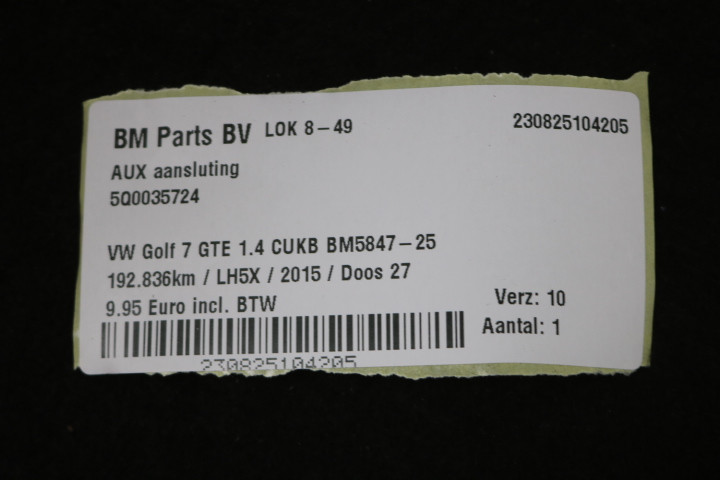 BM Parts BV LOK 8-49 230825104205
AUX aansluting
5Q0035724
VW Golf 7 GTE 1.4 CUKB BM5847-25
192.836km / LH5X / 2015 / Doos 27
9.95 Euro incl. BTW Verz: 10
Aantal: 1
230825104205